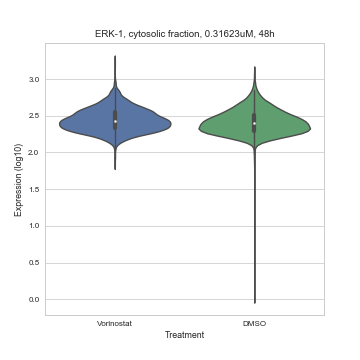 ERK-1, cytosolic fraction, 0.31623uM, 48h
3.0
2.5
2.0
1.5
1.0
0.5
0.0
Expression (log10)
Vorinostat DMSO
Treatment